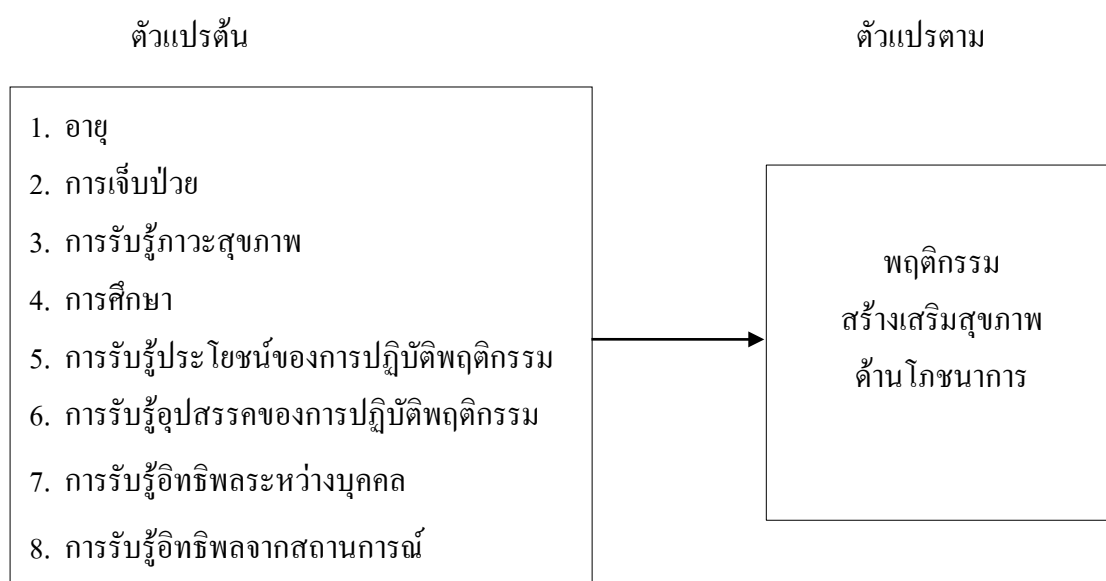 ตัวแปรต้น
ตัวแปรตาม
1. อายุ
2. การเจ็บป่วย
3. การรับรู้ภาวะสุขภาพ
4. การศึกษา
5. การรับรู้ประโยชน์ของการปฏิบัติพฤติกรรม
6. การรับรู้อุปสรรคของการปฏิบัติพฤติกรรม
7. การรับรู้อิทธิพลระหว่างบุคคล
8. การรับรู้อิทธิพลจากสถานการณ์
พฤติกรรม
สร้างเสริมสุขภาพ
ด้านโภชนาการ